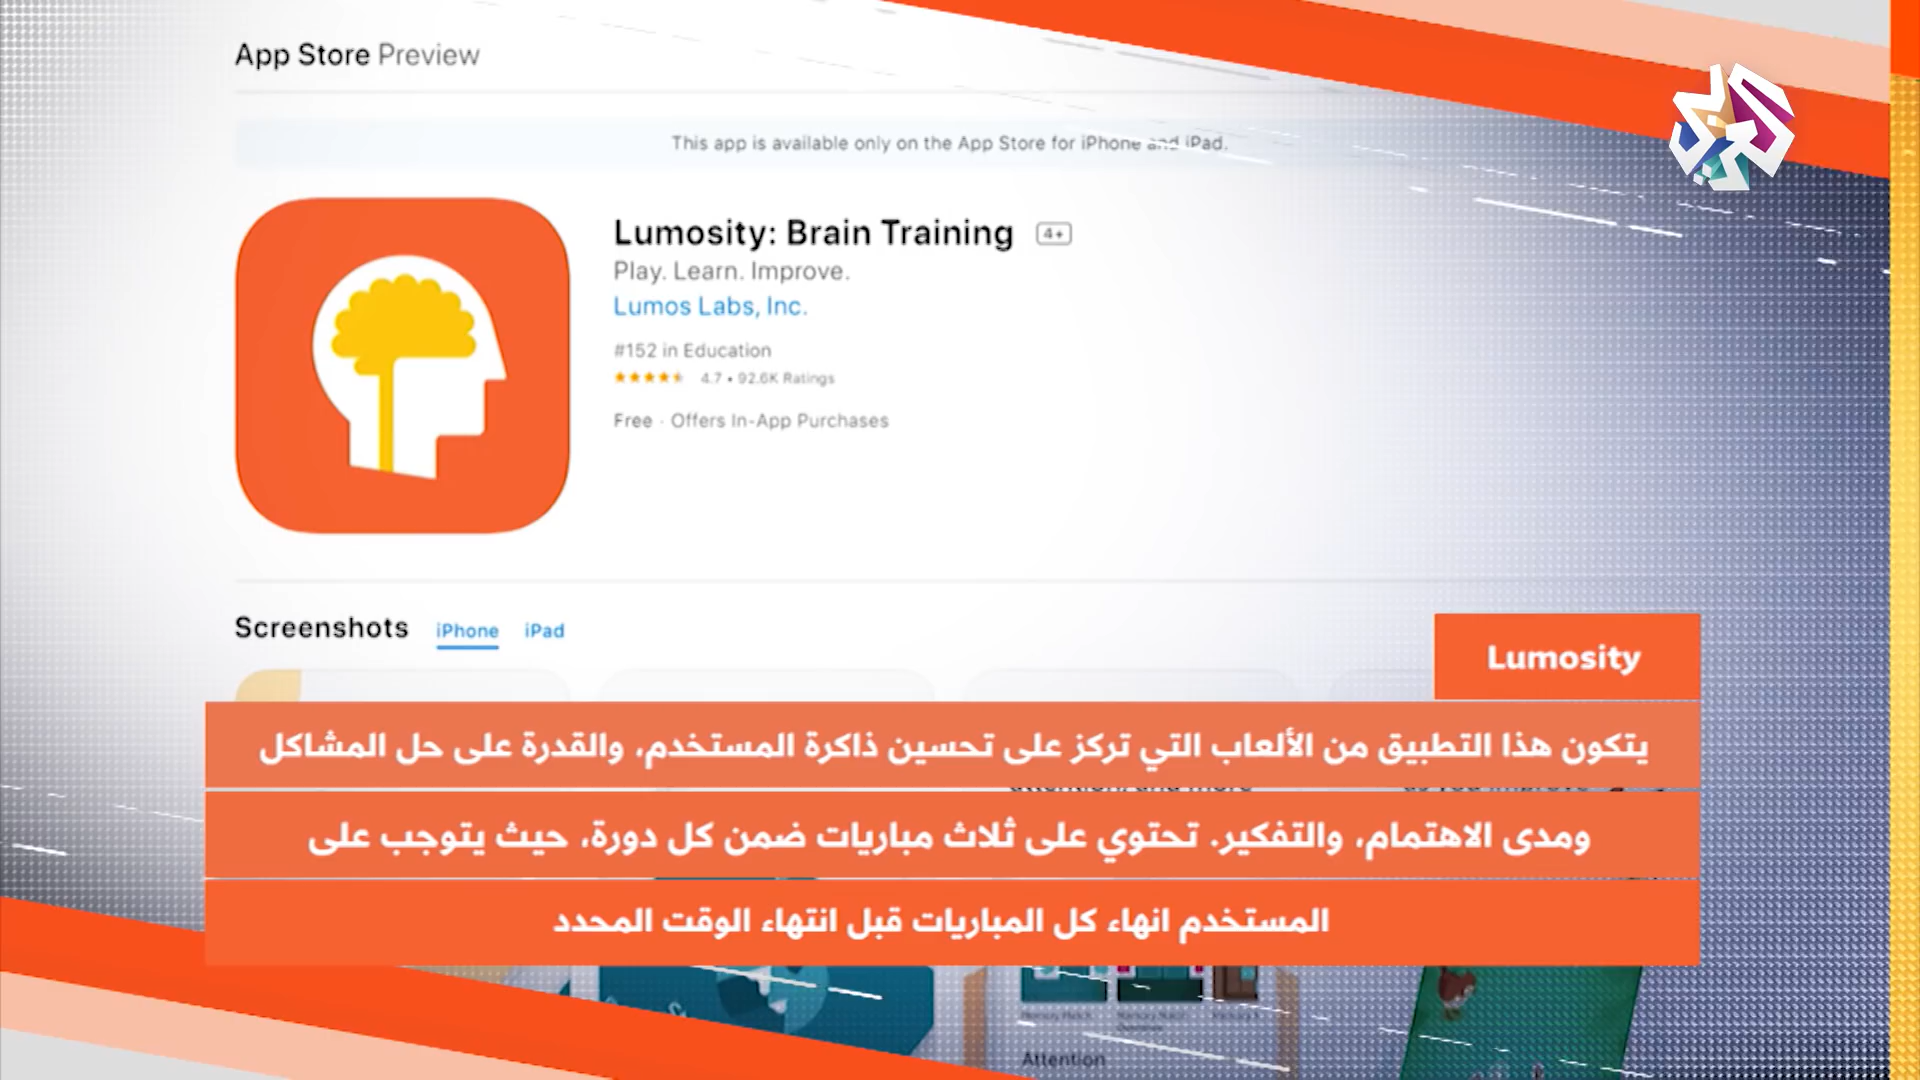 App Store Preview
This app is available only on the App Store for iPhone and iPad.
Lumosity: Brain Training 4+
Play. Learn. Improve.
Lumos Labs, Inc.
#152 in Education
4.7 • 92.6K Ratings
Free · Offers In-App Purchases
Screenshots iPhone iPad
Lumosity
يتكون هذا التطبيق من الألعاب التي تركز على تحسين ذاكرة المستخدم، والقدرة على حل المشاكل
ومدى الاهتمام، والتفكير. تحتوي على ثلاث مباريات ضمن كل دورة، حيث يتوجب على
المستخدم انهاء كل المباريات قبل انتهاء الوقت المحدد
Memory Match Memory Match
Attention